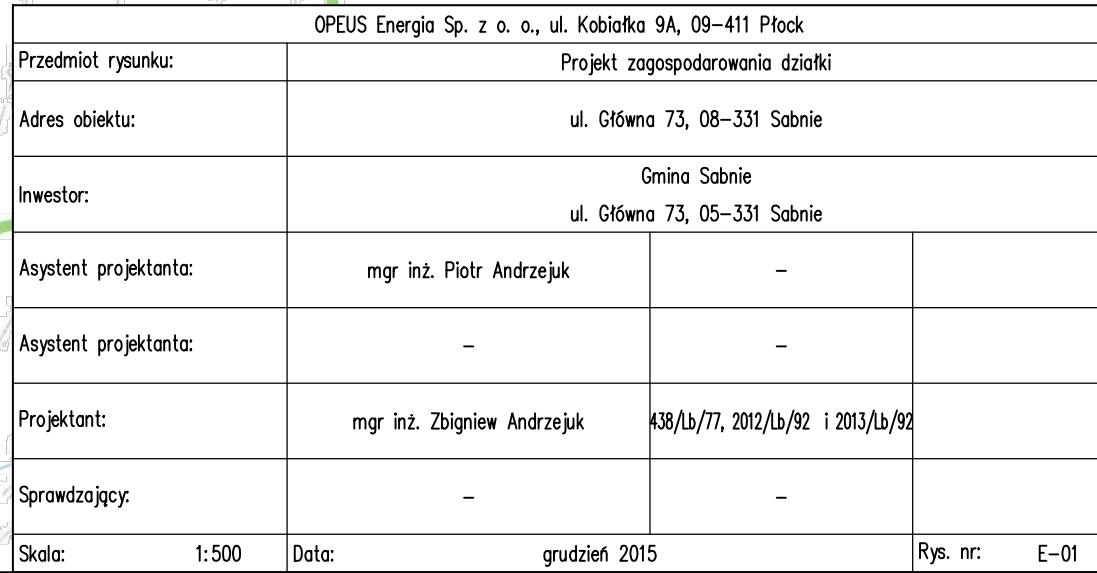 OPEUS Energia Sp. z o. o., ul. Kobiałka 9A, 09-411 Płock
Przedmiot rysunku: Projekt zagospodarowania działki
Adres obiektu: ul. Główna 73, 08-331 Sabnie
Inwestor: Gmina Sabnie
ul. Główna 73, 05-331 Sabnie
Asystent projektanta: mgr inż. Piotr Andrzejuk -
Asystent projektanta: - -
Projektant: mgr inż. Zbigniew Andrzejuk 438/Lb/77, 2012/Lb/92 i 2013/Lb/92
Sprawdzający: - -
Skala: 1:500 Data: grudzień 2015 Rys. nr: E-01